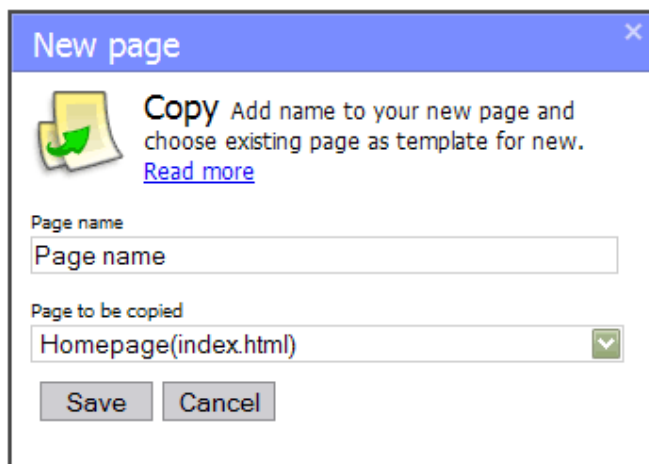 New page
Copy Add name to your new page and
choose existing page as template for new.
Read more
Page name
Page name
Page to be copied
Homepage(index.html)
Save Cancel